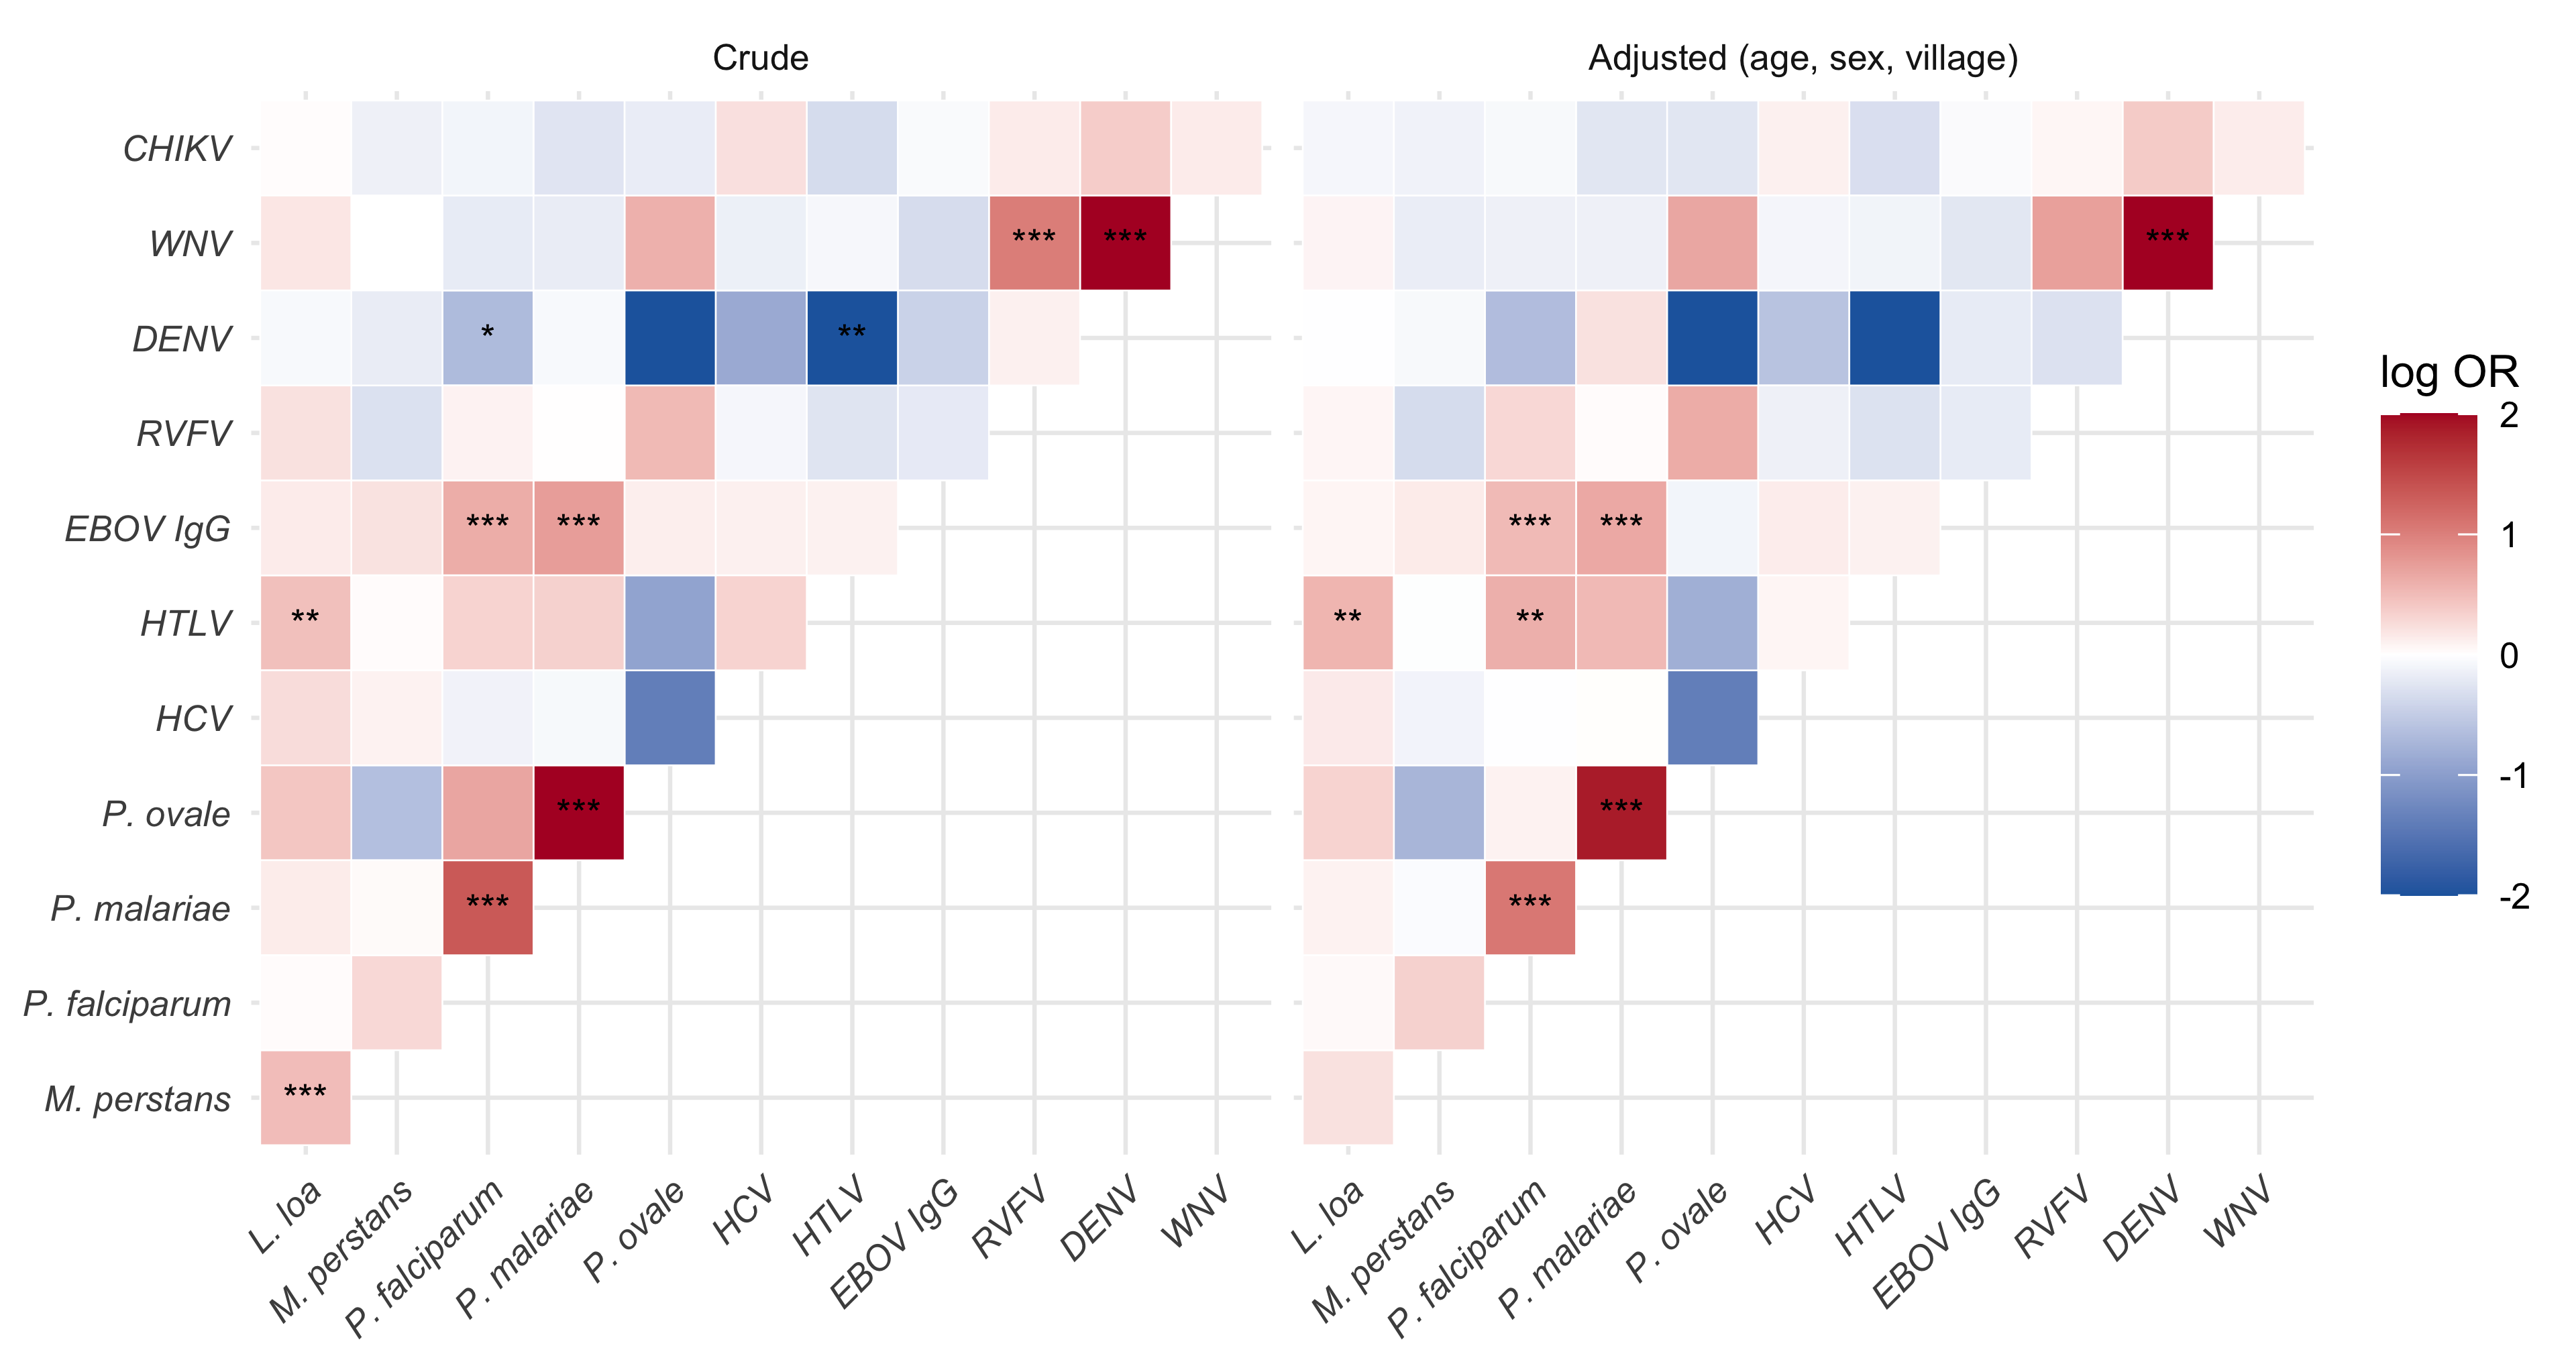 Crude
Adjusted (age, sex, village)
CHIKV
WNV
*** ***
***
DENV
* **
RVFV
EBOV IgG
*** ***
*** ***
HTLV
**
** **
HCV
P. ovale
***
***
P. malariae
***
***
P. falciparum
M. perstans
***
L. loa
M. perstans
P. falciparum
P. malariae
P. ovale
HCV
HTLV
EBOV IgG
RVFV
DENV
WNV
L. loa
M. perstans
P. falciparum
P. malariae
P. ovale
HCV
HTLV
EBOV IgG
RVFV
DENV
WNV
log OR
2
1
0
-1
-2